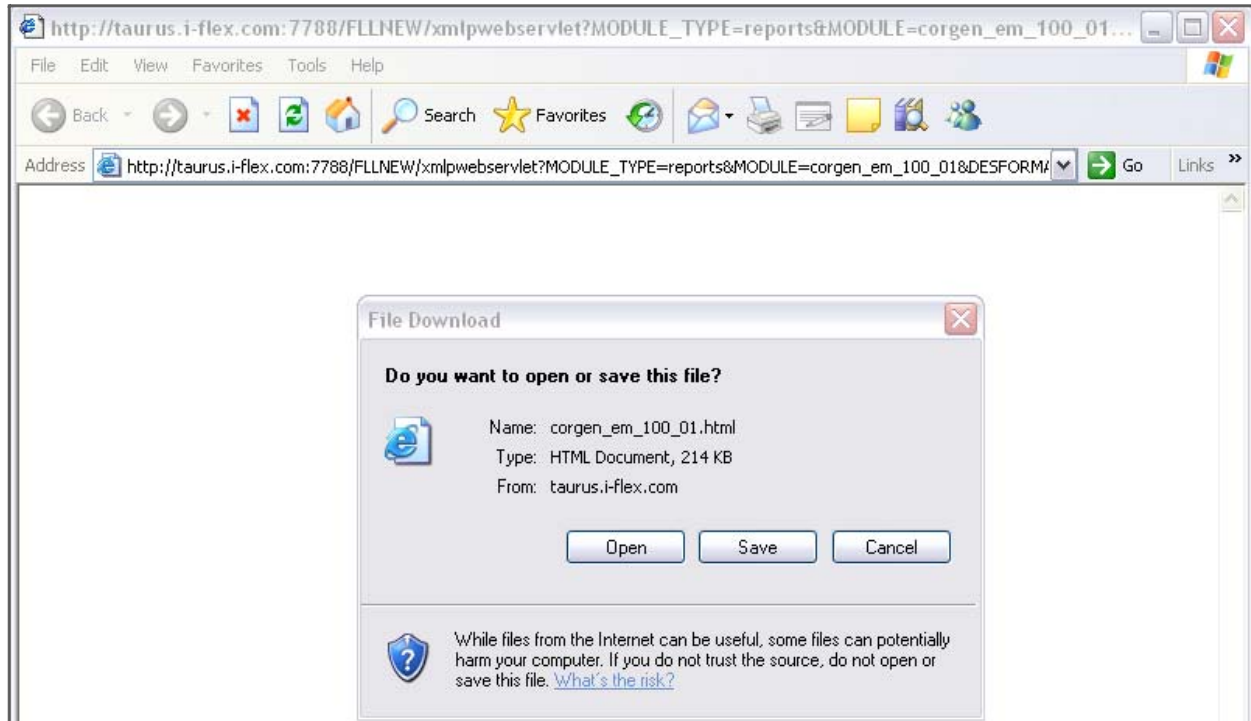 http://taurus.i-flex.com:7788/FLLNEW/xmlpwebservlet?MODULE_TYPE=reports&MODULE=corgen_em_100_01...
File Edit View Favorites Tools Help
Back Search Favorites
Address http://taurus.i-flex.com:7788/FLLNEW/xmlpwebservlet?MODULE_TYPE=reports&MODULE=corgen_em_100_01&DESFORMA Go Links »
File Download
Do you want to open or save this file?
Name: corgen_em_100_01.html
Type: HTML Document, 214 KB
From: taurus.i-flex.com
Open Save Cancel
While files from the Internet can be useful, some files can potentially
harm your computer. If you do not trust the source, do not open or
save this file. What's the risk?